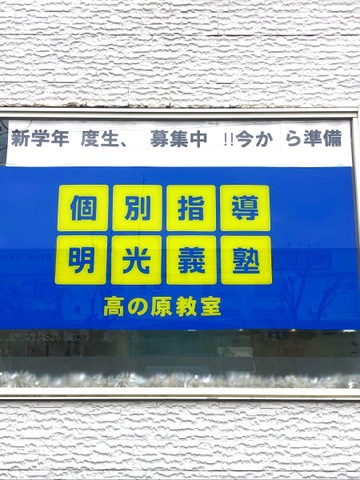 新学年 度生、 募集中 !!今か ら準備
個別指導
明光義塾
高の原教室